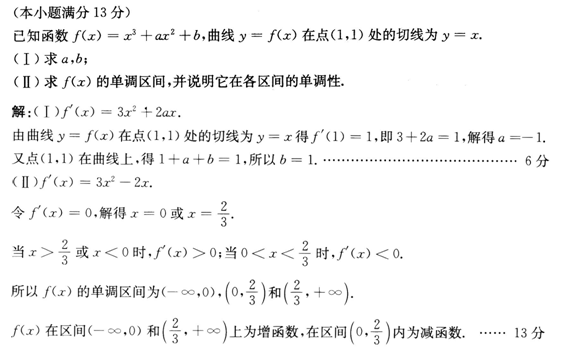 (本小题满分13分)
已知函数 f(x) = x³ + ax² + b,曲线 y = f(x) 在点(1,1) 处的切线为 y = x.
(Ⅰ)求 a,b;
(Ⅱ)求 f(x) 的单调区间,并说明它在各区间的单调性.
解:(Ⅰ)f′(x) = 3x² + 2ax.
由曲线 y = f(x) 在点(1,1) 处的切线为 y = x 得 f′(1) = 1,即 3 + 2a = 1,解得 a = −1.
又点(1,1) 在曲线上,得 1 + a + b = 1,所以 b = 1. …………………………………… 6 分
(Ⅱ)f′(x) = 3x² − 2x.
令 f′(x) = 0,解得 x = 0 或 x = 2/3.
当 x > 2/3 或 x < 0 时,f′(x) > 0;当 0 < x < 2/3 时,f′(x) < 0.
所以 f(x) 的单调区间为(−∞,0),(0,2/3)和(2/3,+∞).
f(x) 在区间(−∞,0) 和(2/3,+∞)上为增函数,在区间(0,2/3)内为减函数. …… 13 分